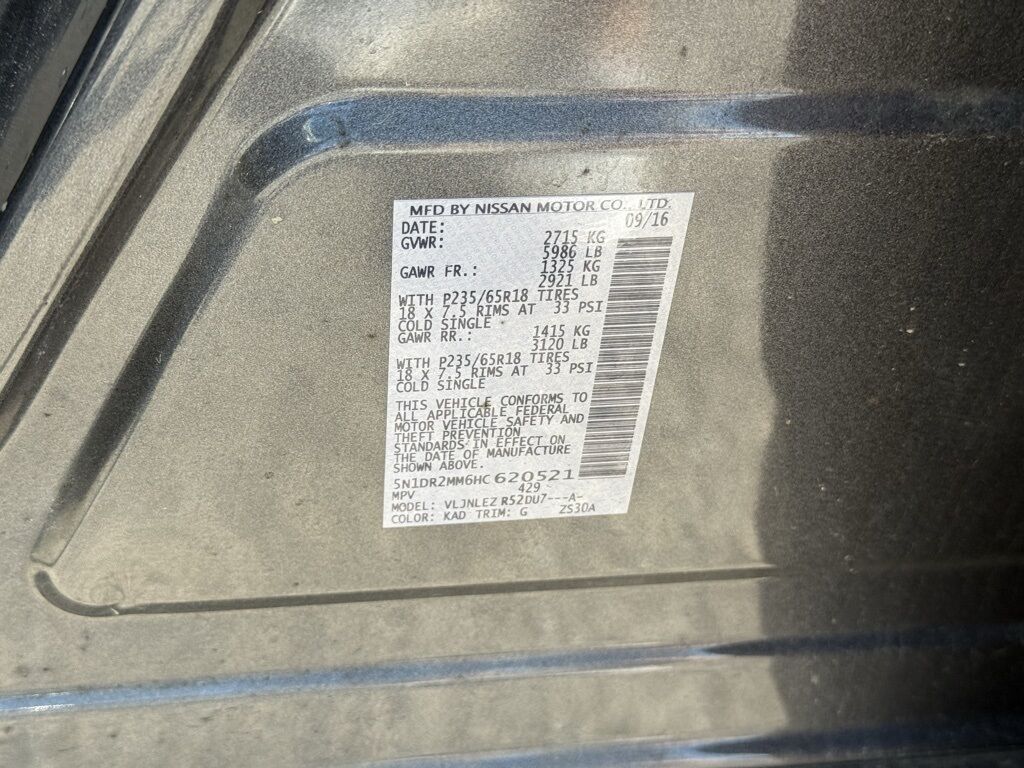 MFD BY NISSAN MOTOR CO., LTD.
DATE: 09/16
GVWR: 2715 KG
5986 LB
GAWR FR.: 1325 KG
2921 LB
WITH P235/65R18 TIRES
18 X 7.5 RIMS AT 33 PSI
COLD SINGLE
GAWR RR.: 1415 KG
3120 LB
WITH P235/65R18 TIRES
18 X 7.5 RIMS AT 33 PSI
COLD SINGLE
THIS VEHICLE CONFORMS TO
ALL APPLICABLE FEDERAL
MOTOR VEHICLE SAFETY AND
THEFT PREVENTION
STANDARDS IN EFFECT ON
THE DATE OF MANUFACTURE
SHOWN ABOVE.
5N1DR2MM6HC620521
MPV 429
MODEL: VLJNLEZ R52DU7---A-
COLOR: KAD TRIM: G ZS30A